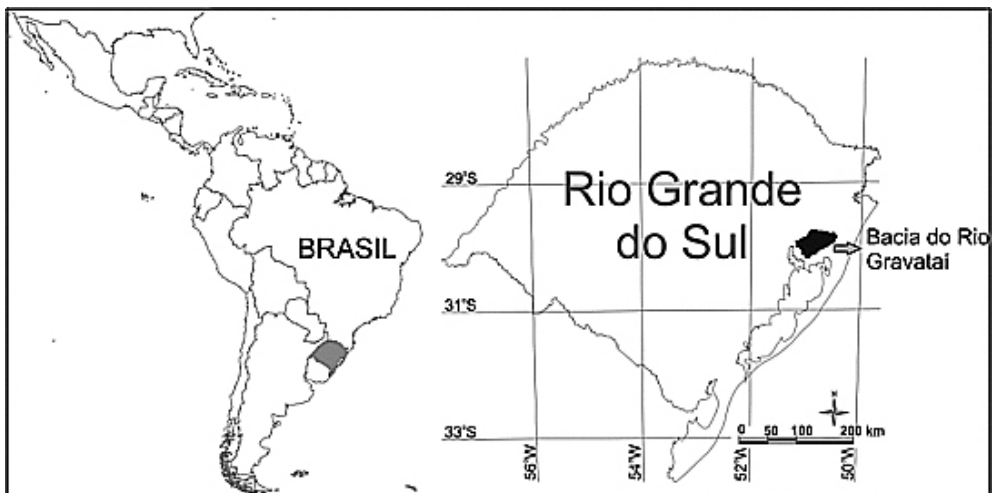 BRASIL
Rio Grande
do Sul
Bacia do Rio
Gravatai
29°S
31°S
33°S
56°W
54°W
52°W
50°W
N
0 50 100 200 km